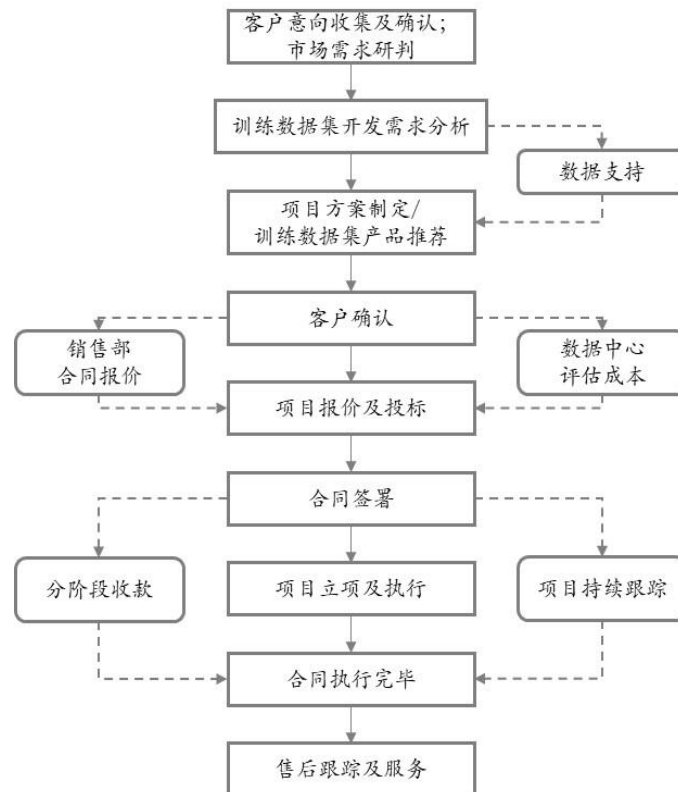 客户意向收集及确认；
市场需求研判
训练数据集开发需求分析
数据支持
项目方案制定/
训练数据集产品推荐
客户确认
销售部
合同报价
数据中心
评估成本
项目报价及投标
合同签署
分阶段收款
项目立项及执行
项目持续跟踪
合同执行完毕
售后跟踪及服务